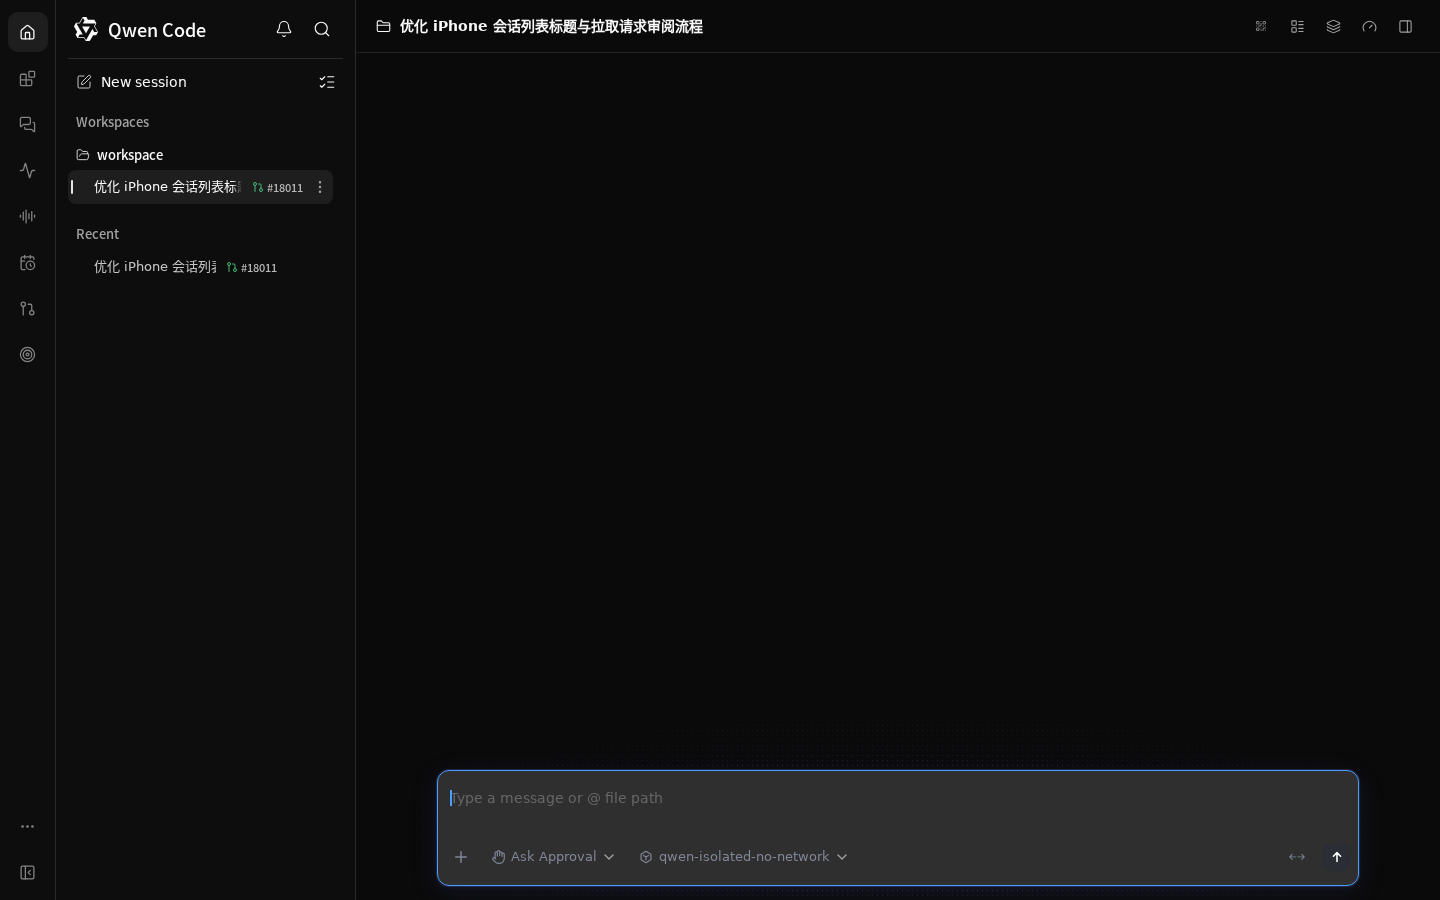 Qwen Code
优化 iPhone 会话列表标题与拉取请求审阅流程
New session
Workspaces
workspace
优化 iPhone 会话列表标 #18011
Recent
优化 iPhone 会话列 #18011
Type a message or @ file path
Ask Approval
qwen-isolated-no-network